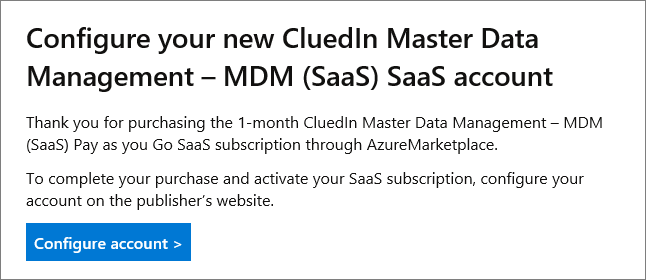 Configure your new CluedIn Master Data
Management – MDM (SaaS) SaaS account
Thank you for purchasing the 1-month CluedIn Master Data Management – MDM
(SaaS) Pay as you Go SaaS subscription through AzureMarketplace.
To complete your purchase and activate your SaaS subscription, configure your
account on the publisher’s website.
Configure account >